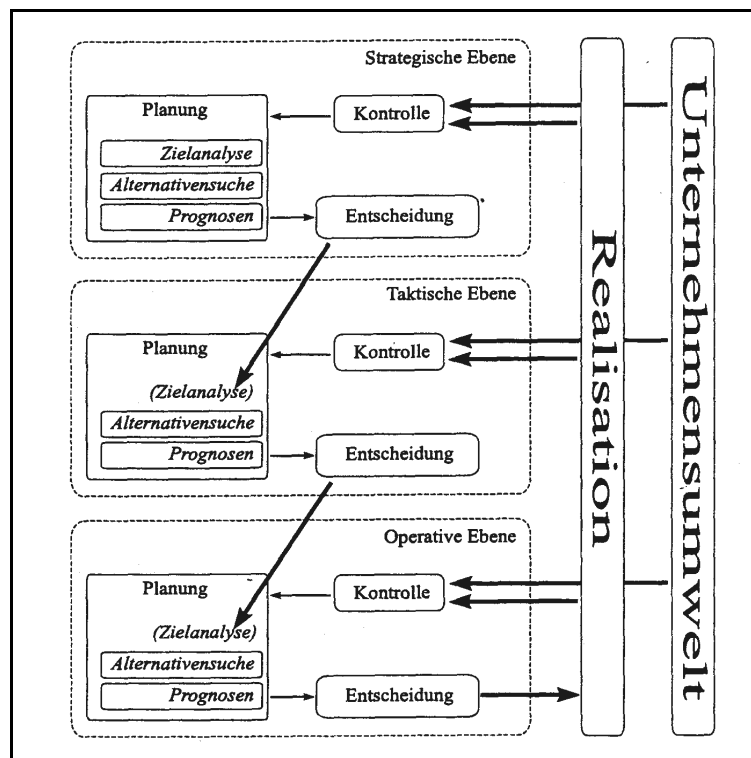 Strategische Ebene
Planung
Kontrolle
Zielanalyse
Alternativensuche
Prognosen
Entscheidung
Taktische Ebene
Planung
Kontrolle
(Zielanalyse)
Alternativensuche
Prognosen
Entscheidung
Operative Ebene
Planung
Kontrolle
(Zielanalyse)
Alternativensuche
Prognosen
Entscheidung
Realisation
Unternehmensumwelt